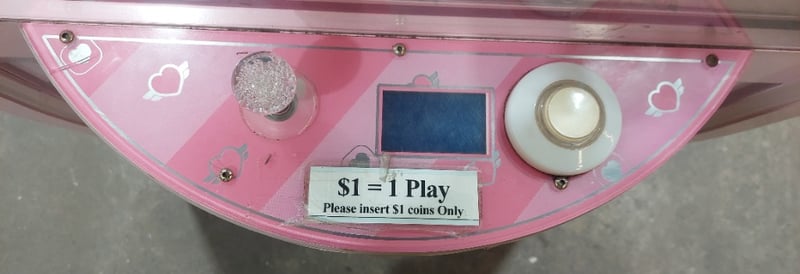 $1 = 1 Play
Please insert $1 coins Only